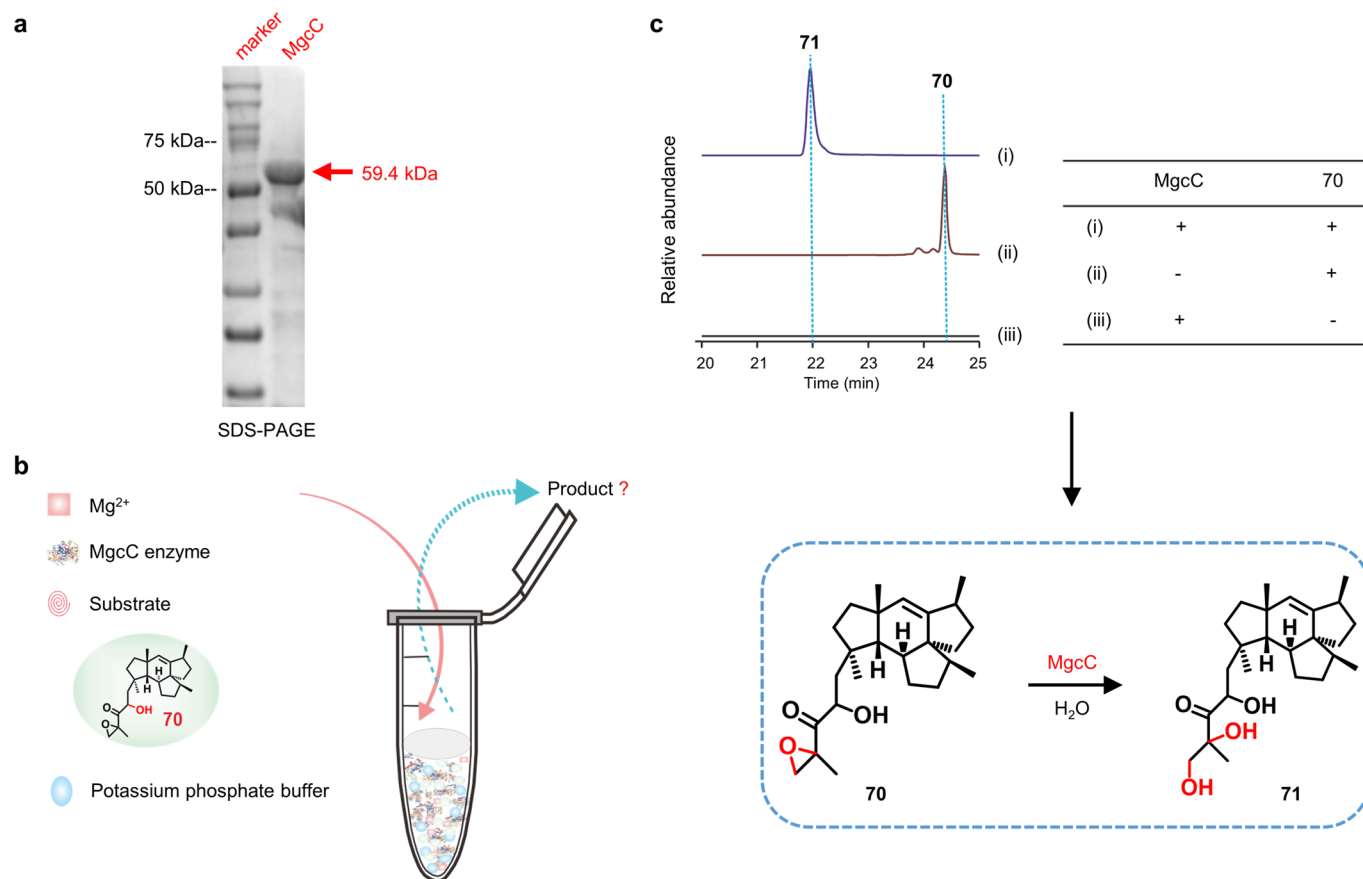 a
marker
MgcC
75 kDa--
50 kDa--
59.4 kDa
SDS-PAGE
b
Mg2+
MgcC enzyme
Substrate
H
H
O
OH
O
70
Potassium phosphate buffer
Product ?
c
71
70
Relative abundance
(i)
(ii)
(iii)
20 21 22 23 24 25
Time (min)
MgcC 70
(i) + +
(ii) - +
(iii) + -
H
H
O
OH
O
70
MgcC
H2O
H
H
O
OH
OH
OH
71